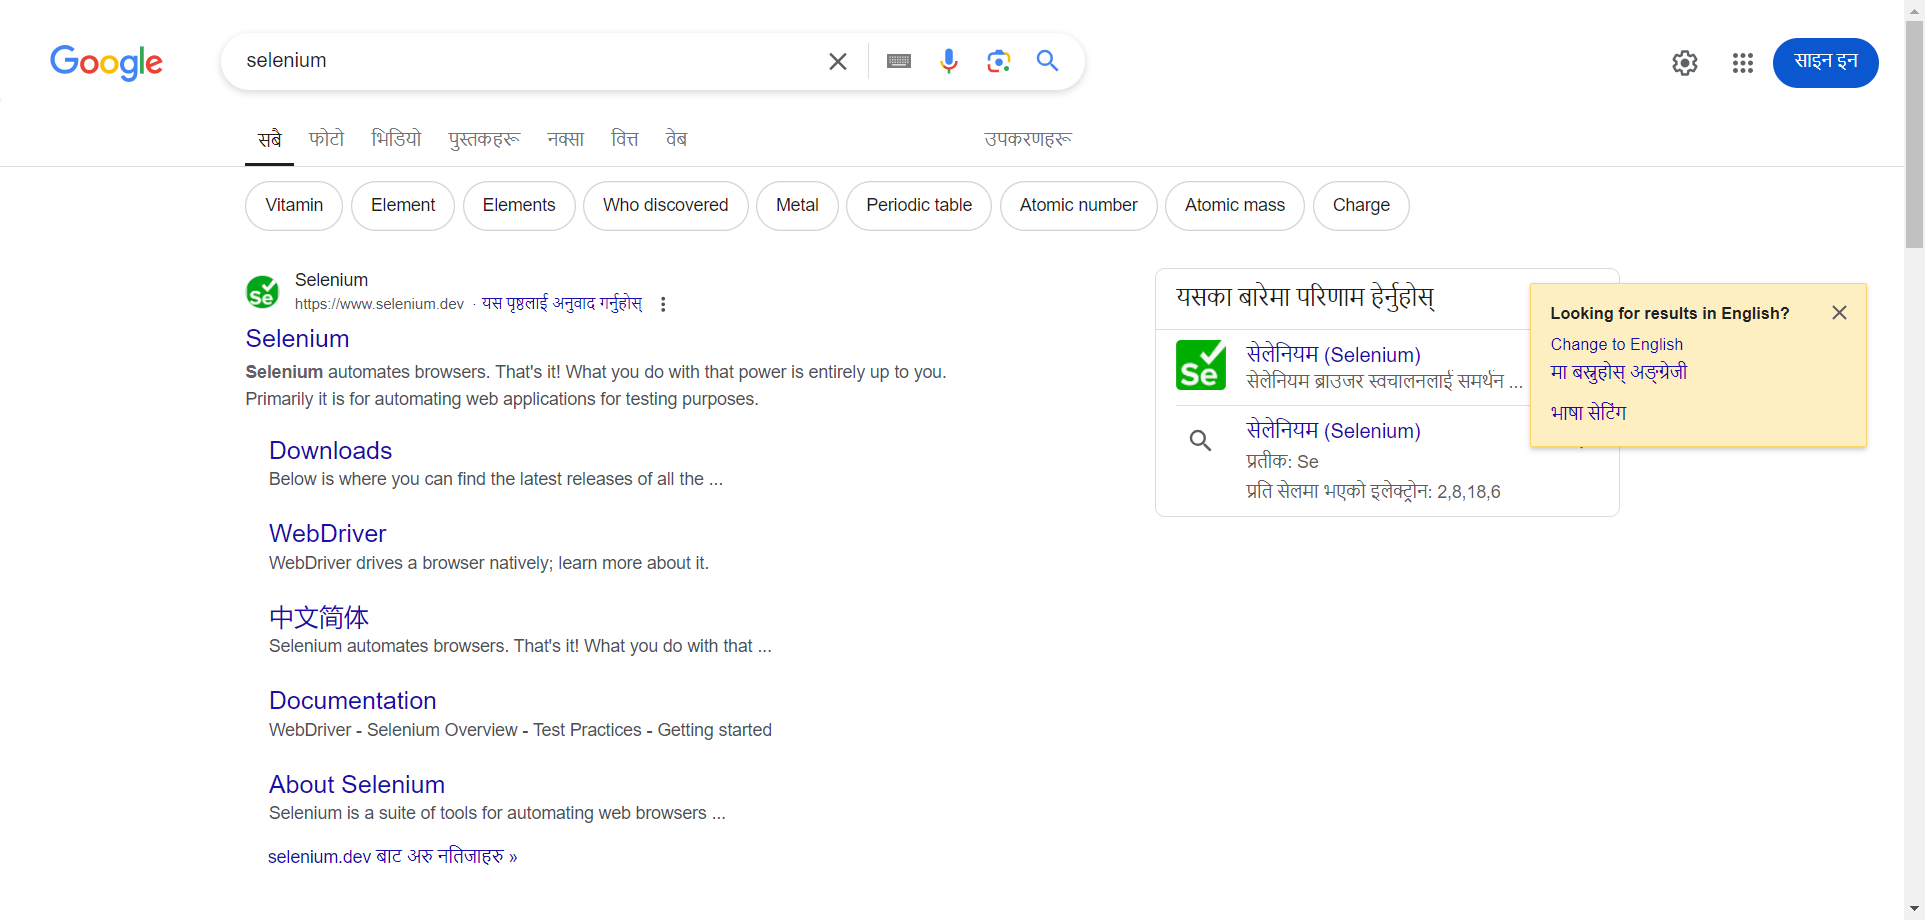 Google
selenium
साइन इन
सबै
फोटो
भिडियो
पुस्तकहरू
नक्सा
वित्त
वेब
उपकरणहरू
Vitamin
Element
Elements
Who discovered
Metal
Periodic table
Atomic number
Atomic mass
Charge
Selenium
https://www.selenium.dev · यस पृष्ठलाई अनुवाद गर्नुहोस्
Selenium
Selenium automates browsers. That's it! What you do with that power is entirely up to you.
Primarily it is for automating web applications for testing purposes.
Downloads
Below is where you can find the latest releases of all the ...
WebDriver
WebDriver drives a browser natively; learn more about it.
中文简体
Selenium automates browsers. That's it! What you do with that ...
Documentation
WebDriver - Selenium Overview - Test Practices - Getting started
About Selenium
Selenium is a suite of tools for automating web browsers ...
selenium.dev बाट अरु नतिजाहरु »
यसका बारेमा परिणाम हेर्नुहोस्
Se
सेलेनियम (Selenium)
सेलेनियम ब्राउजर स्वचालनलाई समर्थन ...
सेलेनियम (Selenium)
प्रतीक: Se
प्रति सेलमा भएको इलेक्ट्रोन: 2,8,18,6
Looking for results in English?
Change to English
मा बस्नुहोस् अङ्ग्रेजी
भाषा सेटिंग